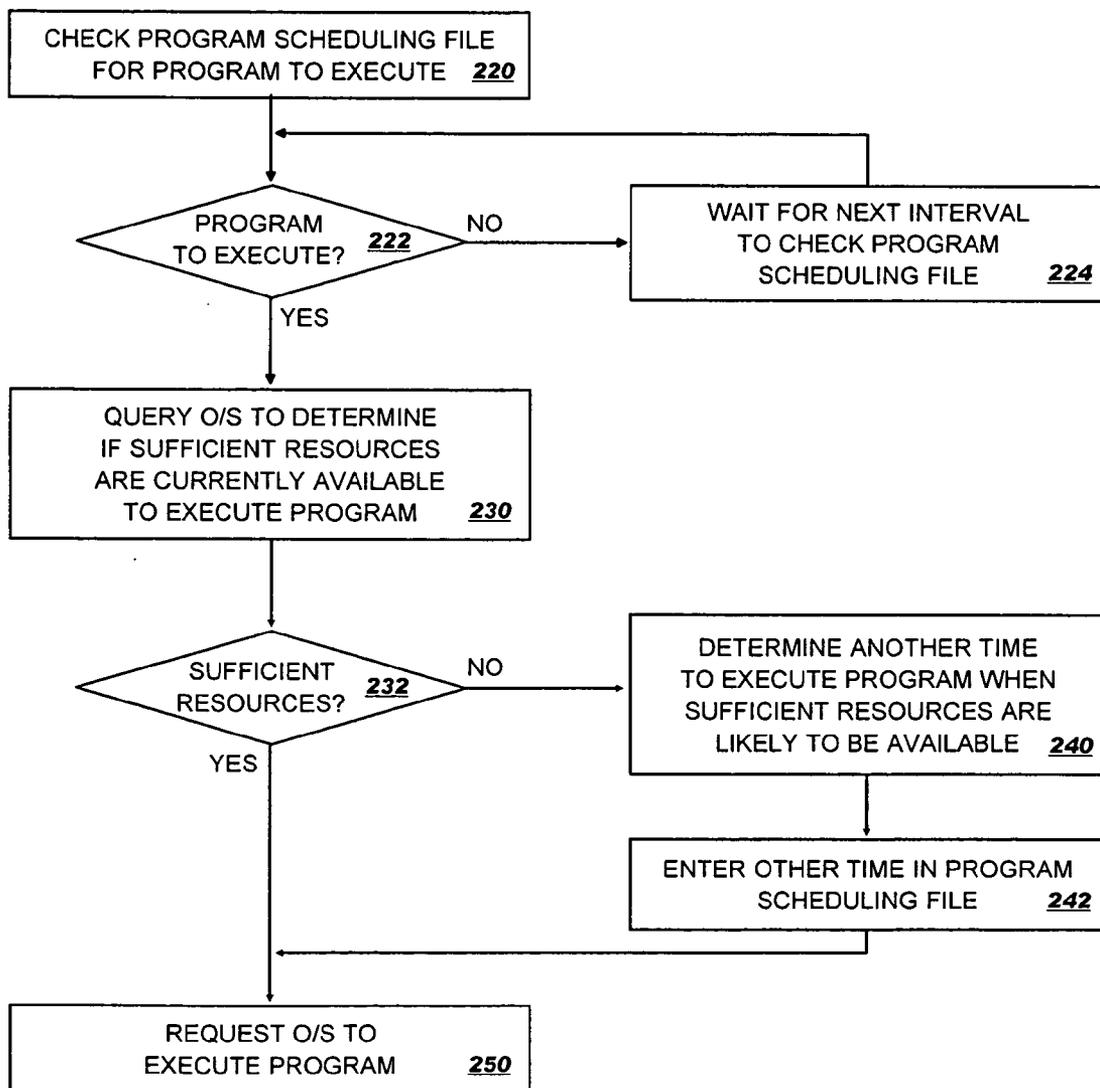 CHECK PROGRAM SCHEDULING FILE
FOR PROGRAM TO EXECUTE 220
PROGRAM
TO EXECUTE? 222
NO
WAIT FOR NEXT INTERVAL
TO CHECK PROGRAM
SCHEDULING FILE 224
YES
QUERY O/S TO DETERMINE
IF SUFFICIENT RESOURCES
ARE CURRENTLY AVAILABLE
TO EXECUTE PROGRAM 230
SUFFICIENT
RESOURCES? 232
NO
DETERMINE ANOTHER TIME
TO EXECUTE PROGRAM WHEN
SUFFICIENT RESOURCES ARE
LIKELY TO BE AVAILABLE 240
YES
ENTER OTHER TIME IN PROGRAM
SCHEDULING FILE 242
REQUEST O/S TO
EXECUTE PROGRAM 250